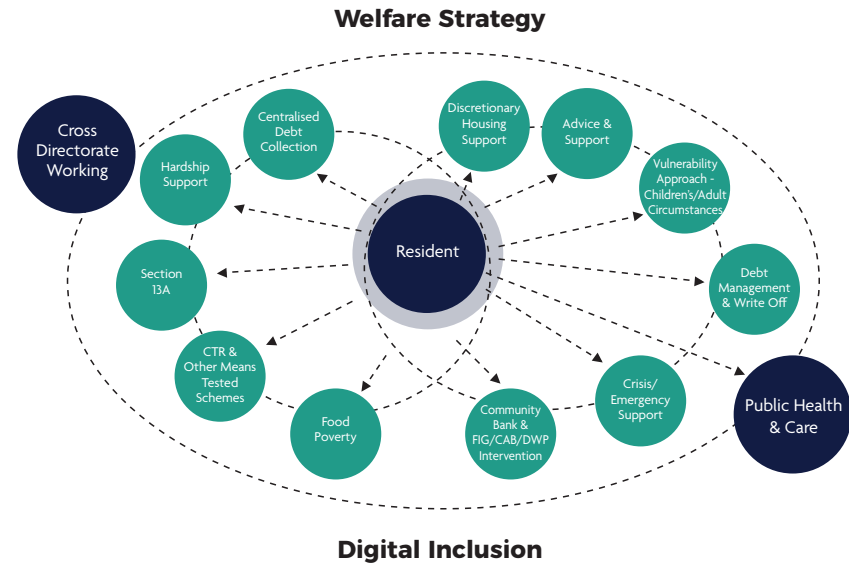 Welfare Strategy
Cross
Directorate
Working
Centralised
Debt
Collection
Discretionary
Housing
Support
Advice &
Support
Hardship
Support
Vulnerability
Approach -
Children's/Adult
Circumstances
Resident
Section
13A
Debt
Management
& Write Off
CTR &
Other Means
Tested
Schemes
Crisis/
Emergency
Support
Public Health
& Care
Food
Poverty
Community
Bank &
FIG/CAB/DWP
Intervention
Digital Inclusion